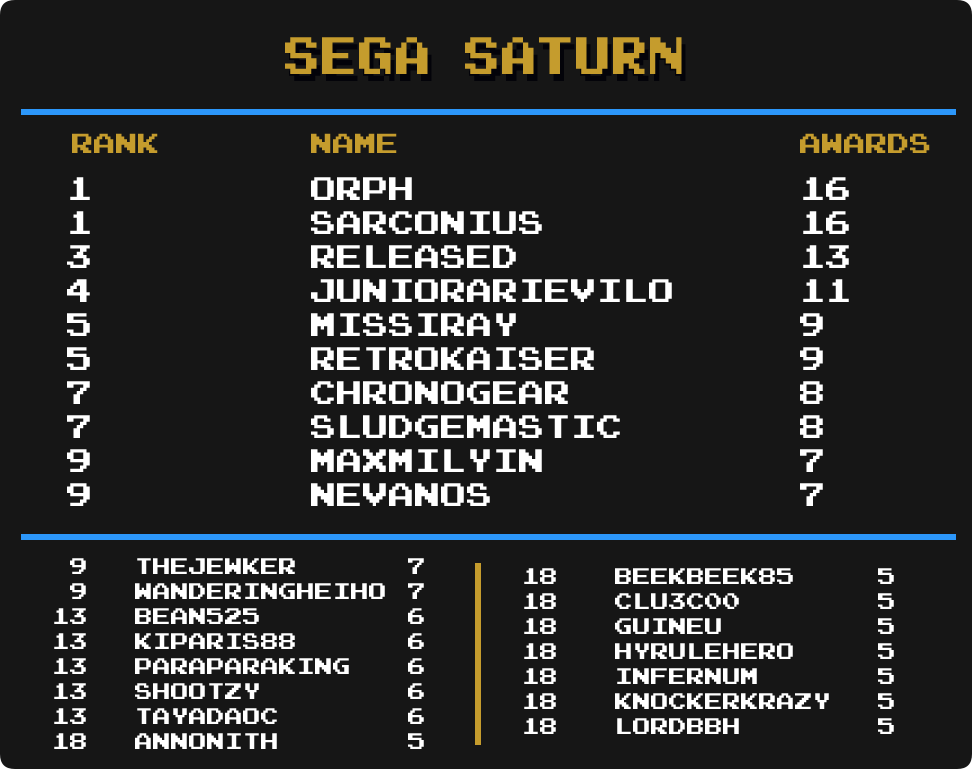 SEGA SATURN
RANK NAME AWARDS
1 ORPH 16
1 SARCONIUS 16
3 RELEASED 13
4 JUNIORARIEVILO 11
5 MISSIRAY 9
5 RETROKAISER 9
7 CHRONOGEAR 8
7 SLUDGEMASTIC 8
9 MAXMILYIN 7
9 NEVANOS 7
9 THEJEWKER 7
9 WANDERINGHEIHO 7
13 BEAN525 6
13 KIPARIS88 6
13 PARAPARAKING 6
13 SHOOTZY 6
13 TAYADAOC 6
18 ANNONITH 5
18 BEEKBEEK85 5
18 CLU3C00 5
18 GUINEU 5
18 HYRULEHERO 5
18 INFERNUM 5
18 KNOCKERKRAZY 5
18 LORDBBH 5